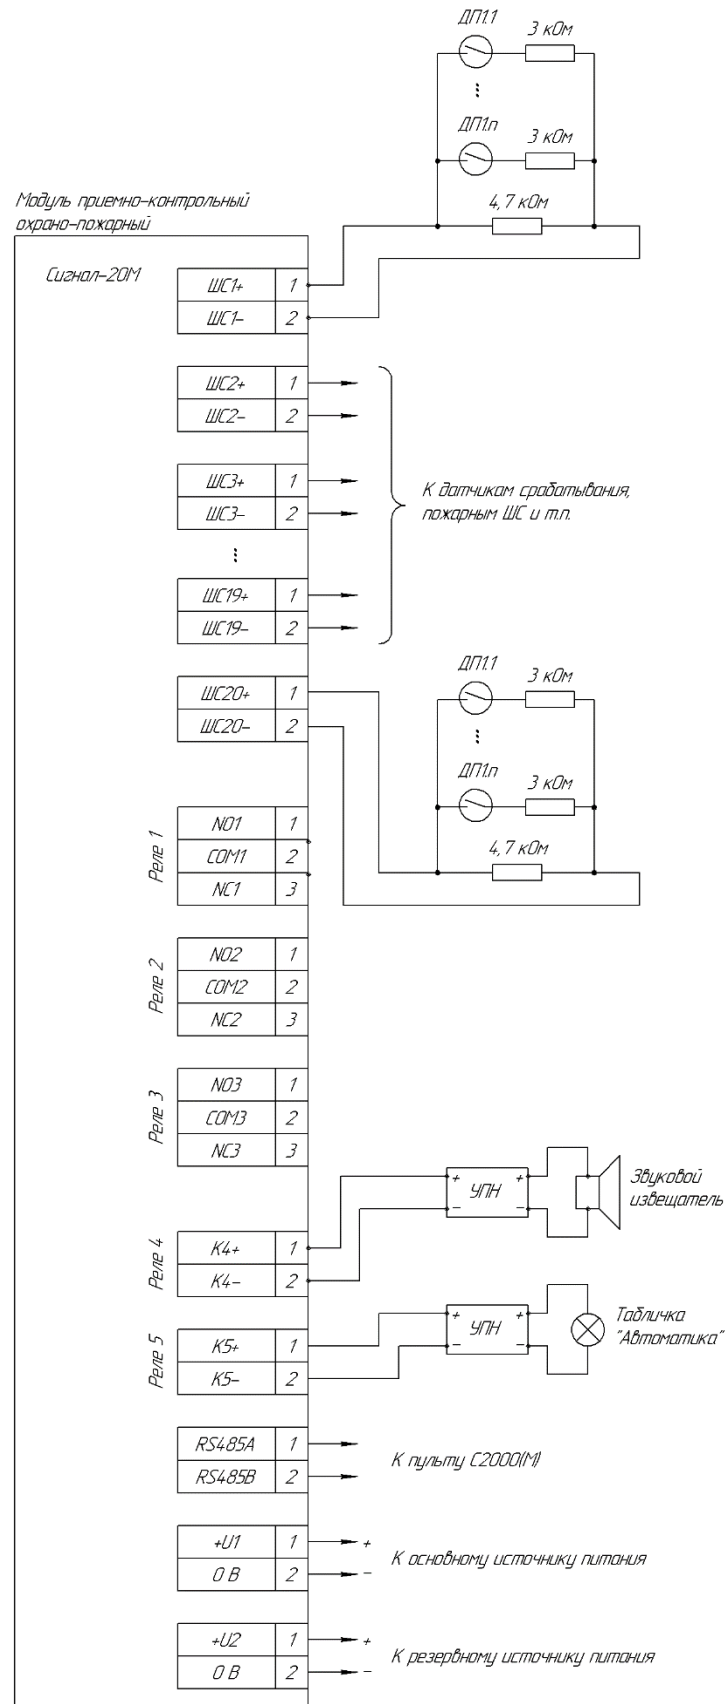 ДП1.1
3 кОм
ДП1.n
3 кОм
4,7 кОм
Модуль приемно-контрольный
охрано-пожарный
Сигнал-20М
ШС1+ 1
ШС1- 2
ШС2+ 1
ШС2- 2
ШС3+ 1
ШС3- 2
К датчикам срабатывания,
пожарным ШС и т.п.
ШС19+ 1
ШС19- 2
ШС20+ 1
ШС20- 2
ДП1.1
3 кОм
ДП1.n
3 кОм
4,7 кОм
Реле 1
NO1 1
COM1 2
NC1 3
Реле 2
NO2 1
COM2 2
NC2 3
Реле 3
NO3 1
COM3 2
NC3 3
Реле 4
K4+ 1
K4- 2
+ УПН +
- -
Звуковой
извещатель
Реле 5
K5+ 1
K5- 2
+ УПН +
- -
Табличка
"Автоматика"
RS485A 1
RS485B 2
К пульту С2000(М)
+U1 1 +
0 В 2 -
К основному источнику питания
+U2 1 +
0 В 2 -
К резервному источнику питания